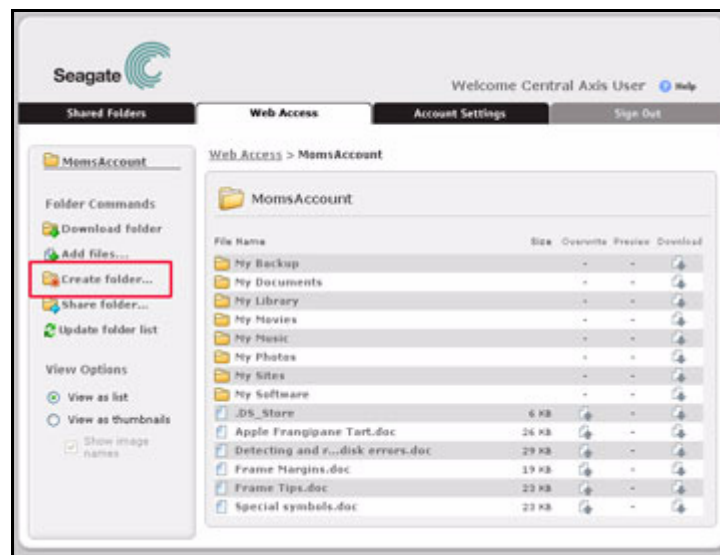 Seagate
Welcome Central Axis User Help
Shared Folders Web Access Account Settings Sign Out
MomsAccount
Folder Commands
Download folder
Add files...
Create folder...
Share folder...
Update folder list
View Options
View as list
View as thumbnails
Show image names
Web Access > MomsAccount
MomsAccount
File Name Size Overwrite Preview Download
My Backup - -
My Documents - -
My Library - -
My Movies - -
My Music - -
My Photos - -
My Sites - -
My Software - -
.DS_Store 6 KB -
Apple Frangipane Tart.doc 26 KB -
Detecting and r...disk errors.doc 29 KB -
Frame Margins.doc 19 KB -
Frame Tips.doc 23 KB -
Special symbols.doc 23 KB -